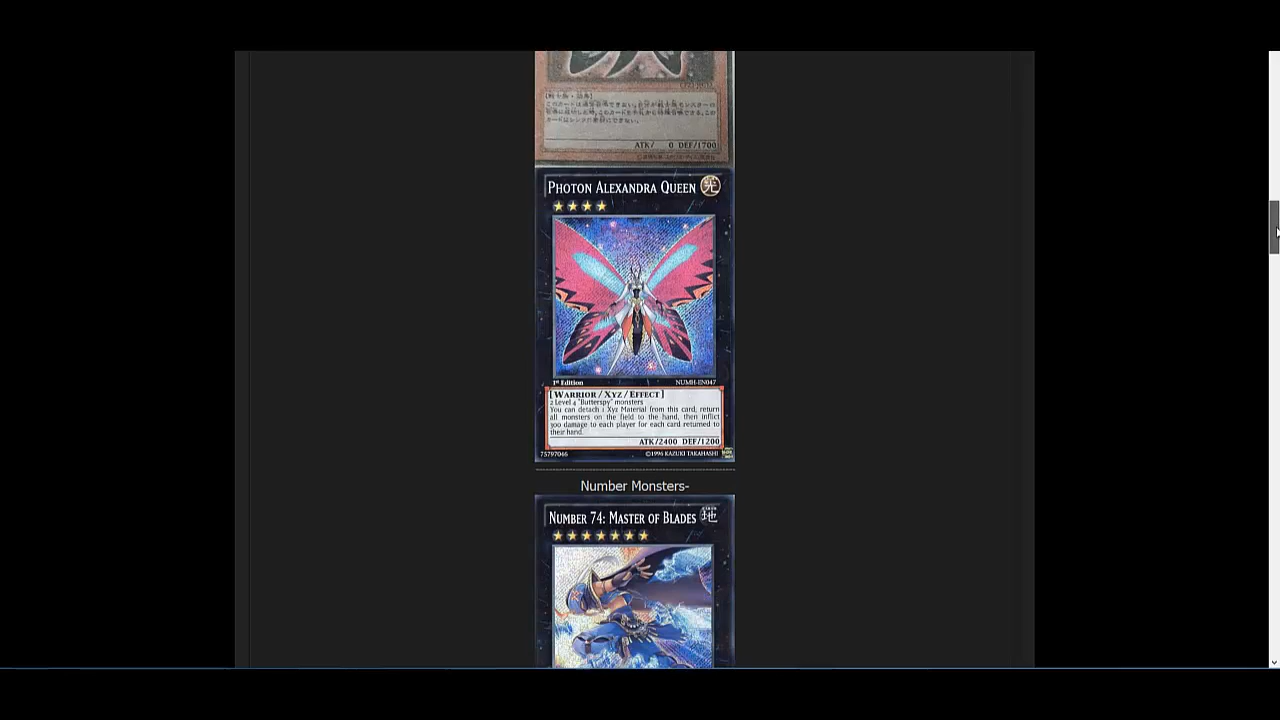 ATK/ 0 DEF/1700
PHOTON ALEXANDRA QUEEN 光
1st Edition NUMH-EN047
[WARRIOR/XYZ/EFFECT]
2 Level 4 "Butterspy" monsters
You can detach 1 Xyz Material from this card; return
all monsters on the field to the hand, then inflict
300 damage to each player for each card returned to
their hand.
ATK/2400 DEF/1200
75797046 ©1996 KAZUKI TAKAHASHI
Number Monsters-
NUMBER 74: MASTER OF BLADES 地